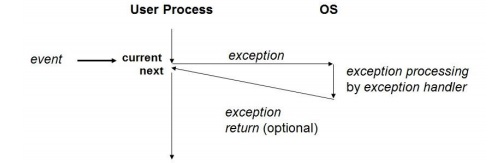 User Process
OS
event
current
next
exception
exception processing
by exception handler
exception
return (optional)